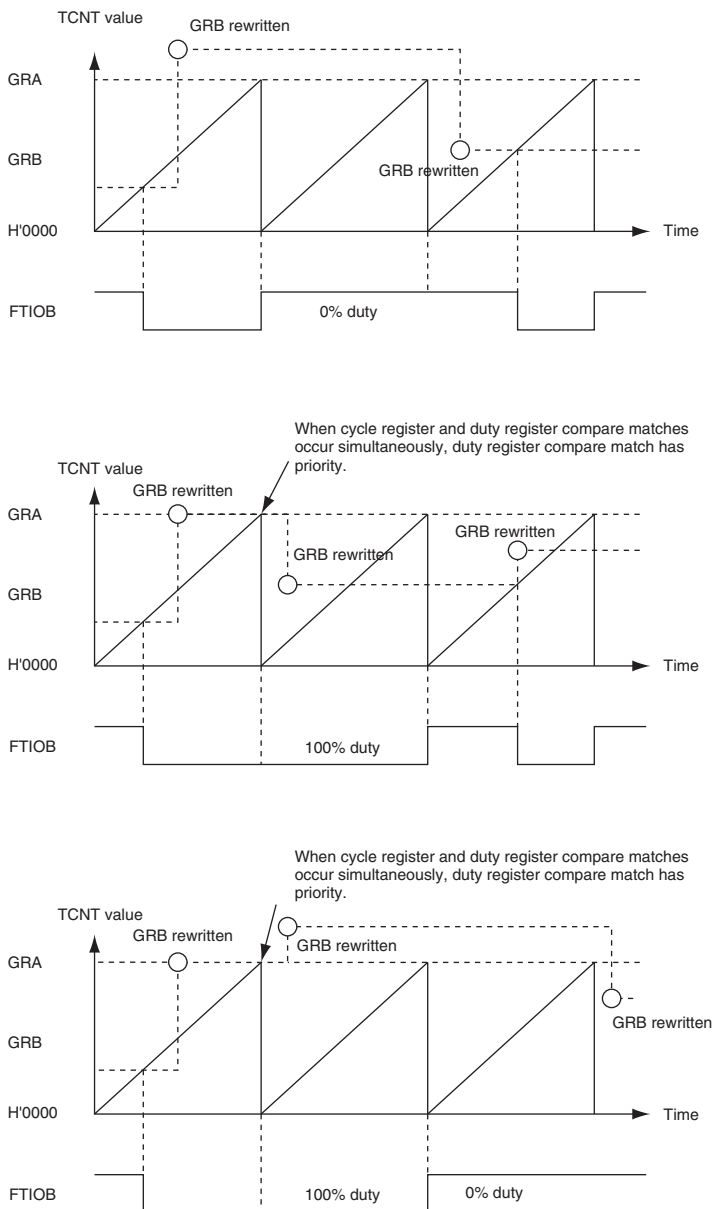 TCNT value
GRB rewritten
GRA
GRB
GRB rewritten
H'0000
Time
FTIOB
0% duty
When cycle register and duty register compare matches
occur simultaneously, duty register compare match has
priority.
TCNT value
GRB rewritten
GRA
GRB rewritten
GRB rewritten
GRB
H'0000
Time
FTIOB
100% duty
When cycle register and duty register compare matches
occur simultaneously, duty register compare match has
priority.
TCNT value
GRB rewritten
GRB rewritten
GRA
GRB rewritten
GRB
H'0000
Time
FTIOB
100% duty
0% duty